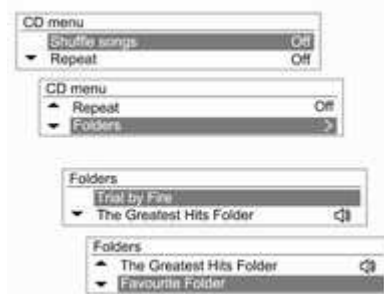 CD menu
Shuffle songs Off
Repeat Off
CD menu
Repeat Off
Folders
Folders
Trial by Fire
The Greatest Hits Folder
Folders
The Greatest Hits Folder
Favourite Folder